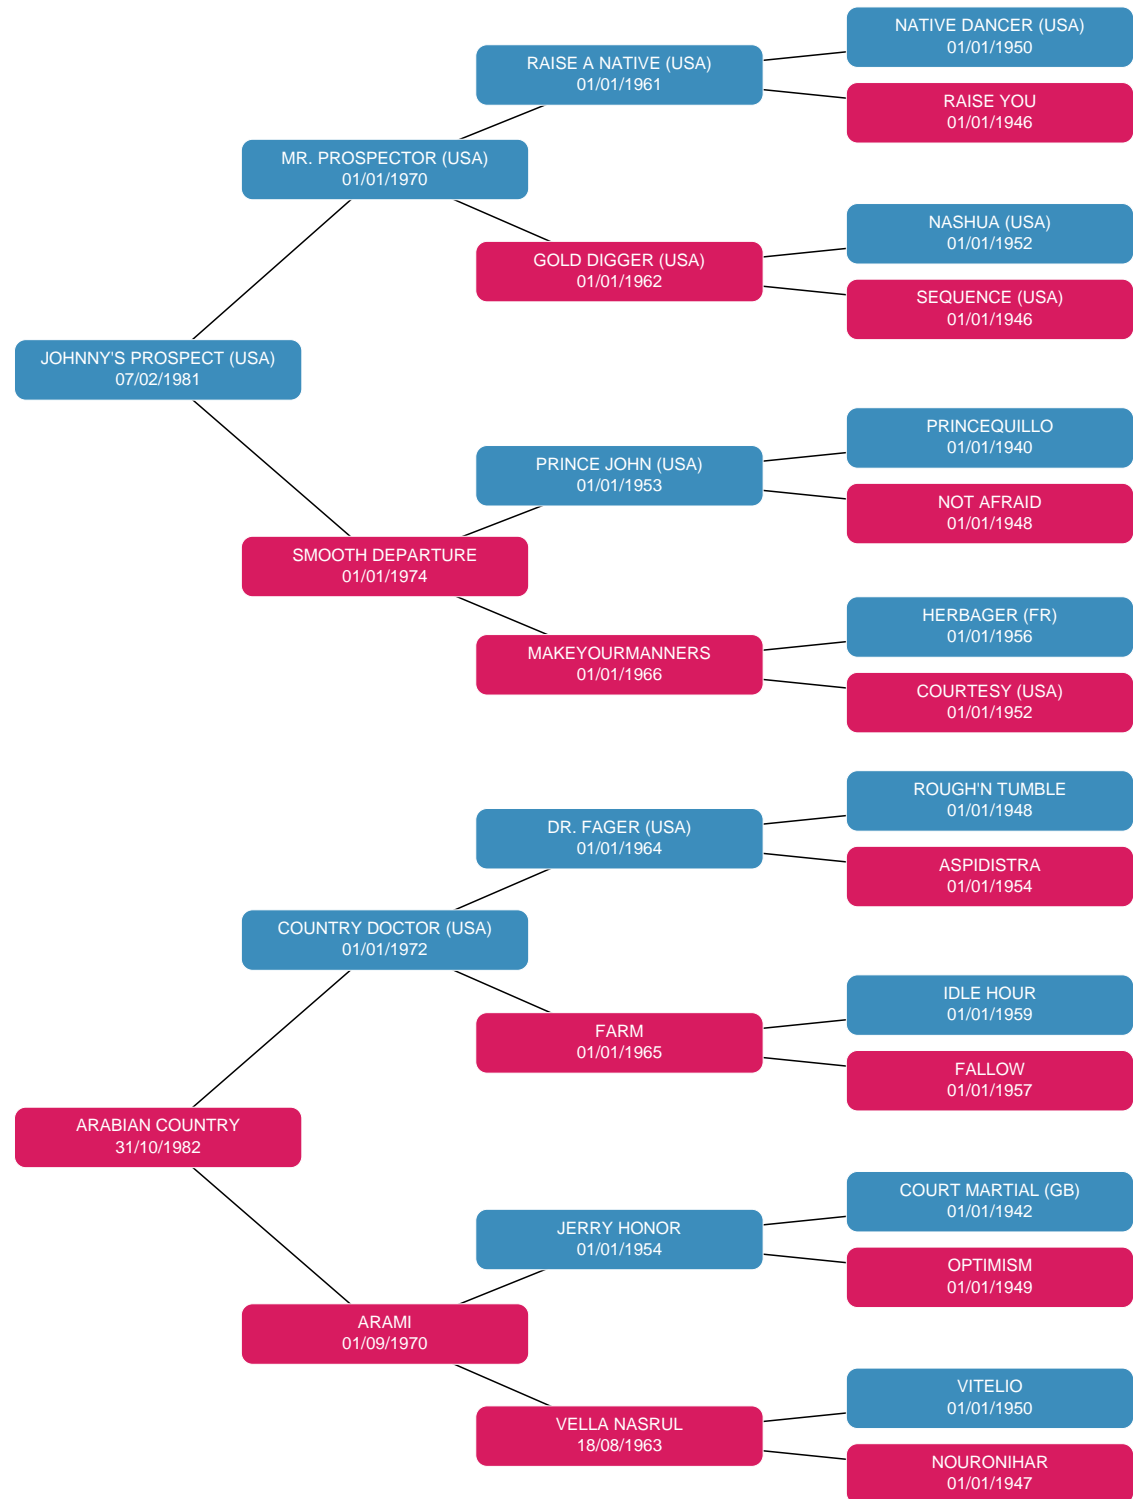 NATIVE DANCER (USA)
01/01/1950
RAISE A NATIVE (USA)
01/01/1961
RAISE YOU
01/01/1946
MR. PROSPECTOR (USA)
01/01/1970
NASHUA (USA)
01/01/1952
GOLD DIGGER (USA)
01/01/1962
SEQUENCE (USA)
01/01/1946
JOHNNY'S PROSPECT (USA)
07/02/1981
PRINCEQUILLO
01/01/1940
PRINCE JOHN (USA)
01/01/1953
NOT AFRAID
01/01/1948
SMOOTH DEPARTURE
01/01/1974
HERBAGER (FR)
01/01/1956
MAKEYOURMANNERS
01/01/1966
COURTESY (USA)
01/01/1952
ROUGH'N TUMBLE
01/01/1948
DR. FAGER (USA)
01/01/1964
ASPIDISTRA
01/01/1954
COUNTRY DOCTOR (USA)
01/01/1972
IDLE HOUR
01/01/1959
FARM
01/01/1965
FALLOW
01/01/1957
ARABIAN COUNTRY
31/10/1982
COURT MARTIAL (GB)
01/01/1942
JERRY HONOR
01/01/1954
OPTIMISM
01/01/1949
ARAMI
01/09/1970
VITELIO
01/01/1950
VELLA NASRUL
18/08/1963
NOURONIHAR
01/01/1947